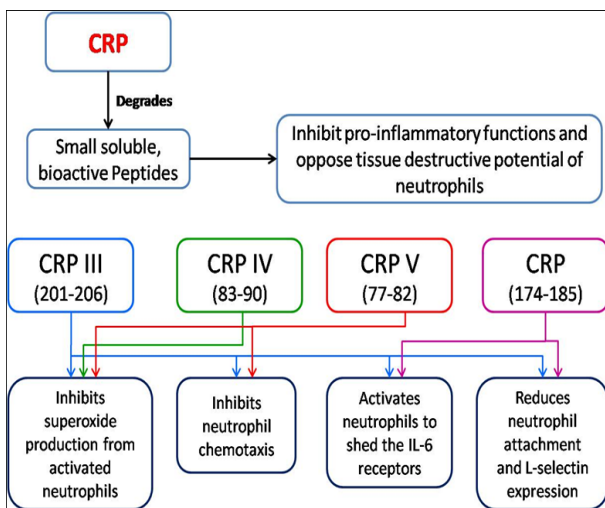 CRP
Degrades
Small soluble,
bioactive Peptides
Inhibit pro-inflammatory functions and
oppose tissue destructive potential of
neutrophils
CRP III
(201-206)
CRP IV
(83-90)
CRP V
(77-82)
CRP
(174-185)
Inhibits
superoxide
production from
activated
neutrophils
Inhibits
neutrophil
chemotaxis
Activates
neutrophils to
shed the IL-6
receptors
Reduces
neutrophil
attachment
and L-selectin
expression